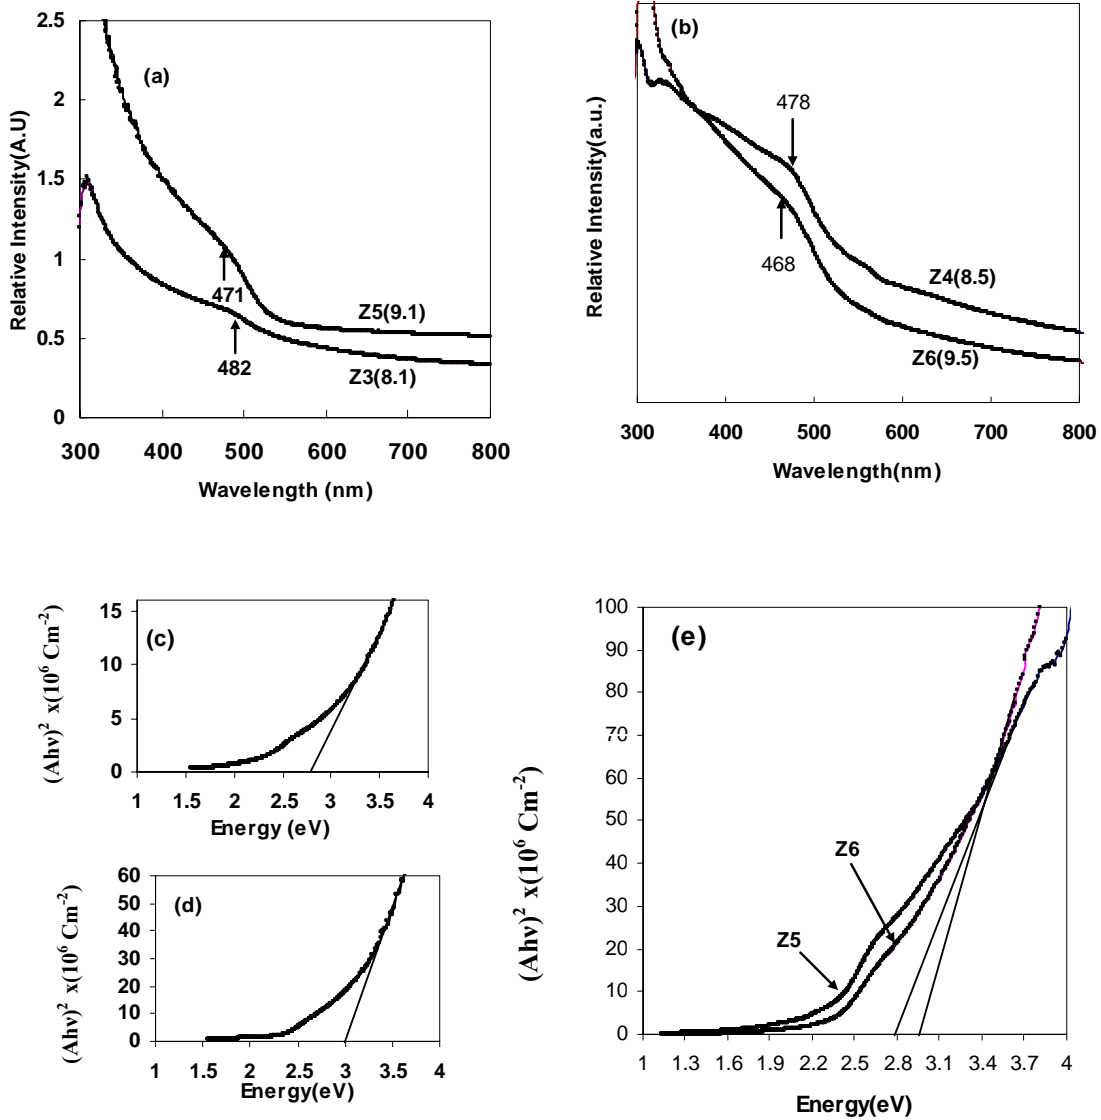 2.5
2
1.5
1
0.5
0
Relative Intensity(A.U)
(a)
471
482
Z5(9.1)
Z3(8.1)
300 400 500 600 700 800
Wavelength (nm)
(b)
Relative Intensity(a.u.)
478
468
Z4(8.5)
Z6(9.5)
300 400 500 600 700 800
Wavelength(nm)
(c)
(Ahν)² x(10⁶ Cm⁻²)
15
10
5
0
1 1.5 2 2.5 3 3.5 4
Energy (eV)
(d)
(Ahν)² x(10⁶ Cm⁻²)
60
50
40
30
20
10
0
1 1.5 2 2.5 3 3.5 4
Energy(eV)
(e)
(Ahν)² x(10⁶ Cm⁻²)
100
90
80
70
60
50
40
30
20
10
0
Z6
Z5
1 1.3 1.6 1.9 2.2 2.5 2.8 3.1 3.4 3.7 4
Energy(eV)